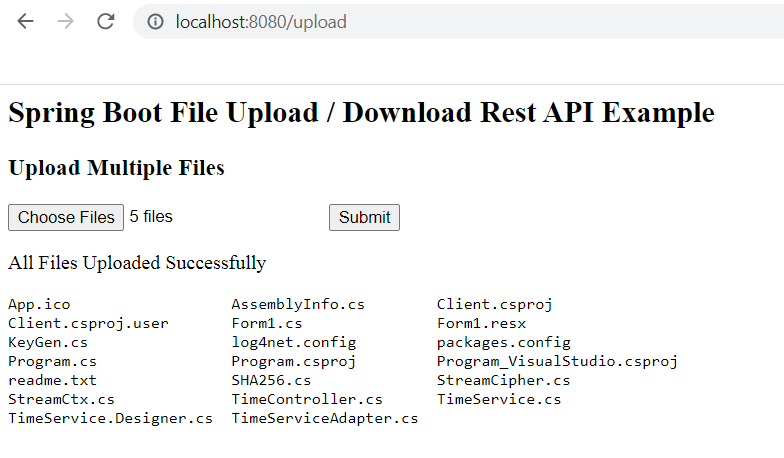 localhost:8080/upload
Spring Boot File Upload / Download Rest API Example
Upload Multiple Files
Choose Files 5 files Submit
All Files Uploaded Successfully
App.ico AssemblyInfo.cs Client.csproj
Client.csproj.user Form1.cs Form1.resx
KeyGen.cs log4net.config packages.config
Program.cs Program.csproj Program_VisualStudio.csproj
readme.txt SHA256.cs StreamCipher.cs
StreamCtx.cs TimeController.cs TimeService.cs
TimeService.Designer.cs TimeServiceAdapter.cs